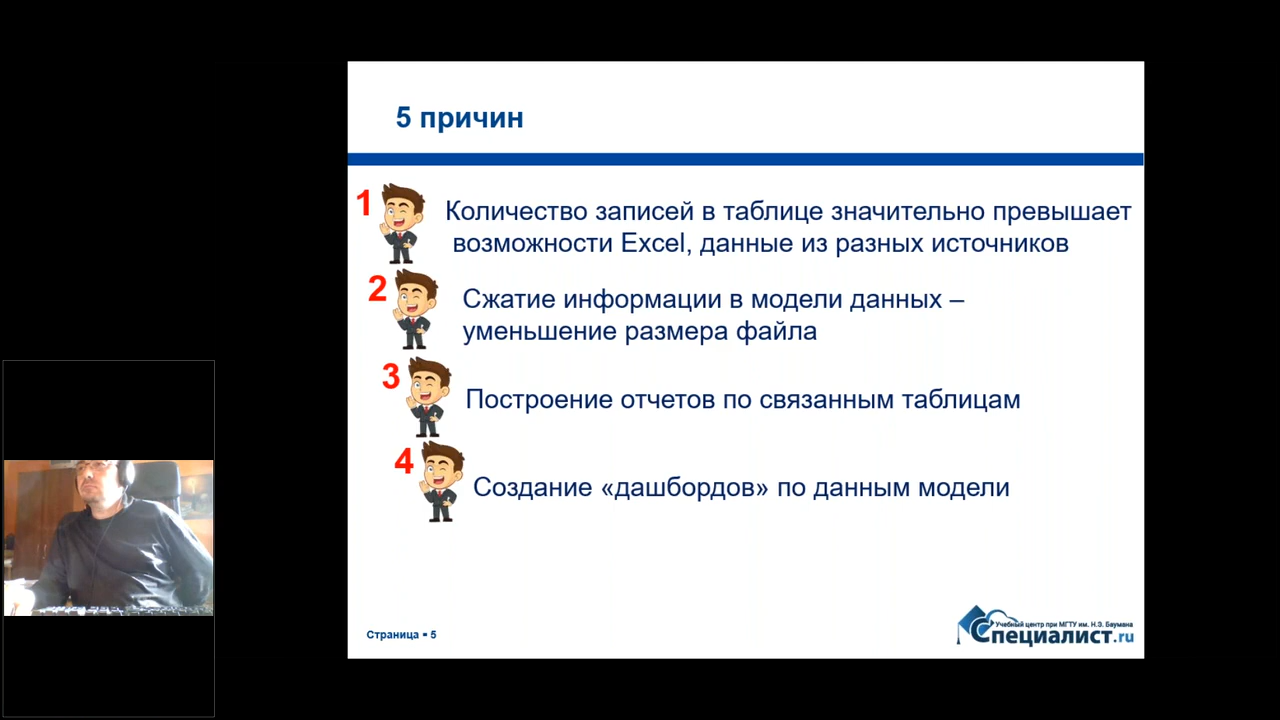 5 причин
1
Количество записей в таблице значительно превышает
возможности Excel, данные из разных источников
2
Сжатие информации в модели данных –
уменьшение размера файла
3
Построение отчетов по связанным таблицам
4
Создание «дашбордов» по данным модели
Страница ▪ 5
Учебный центр при МГТУ им. Н.Э. Баумана
Специалист.ru